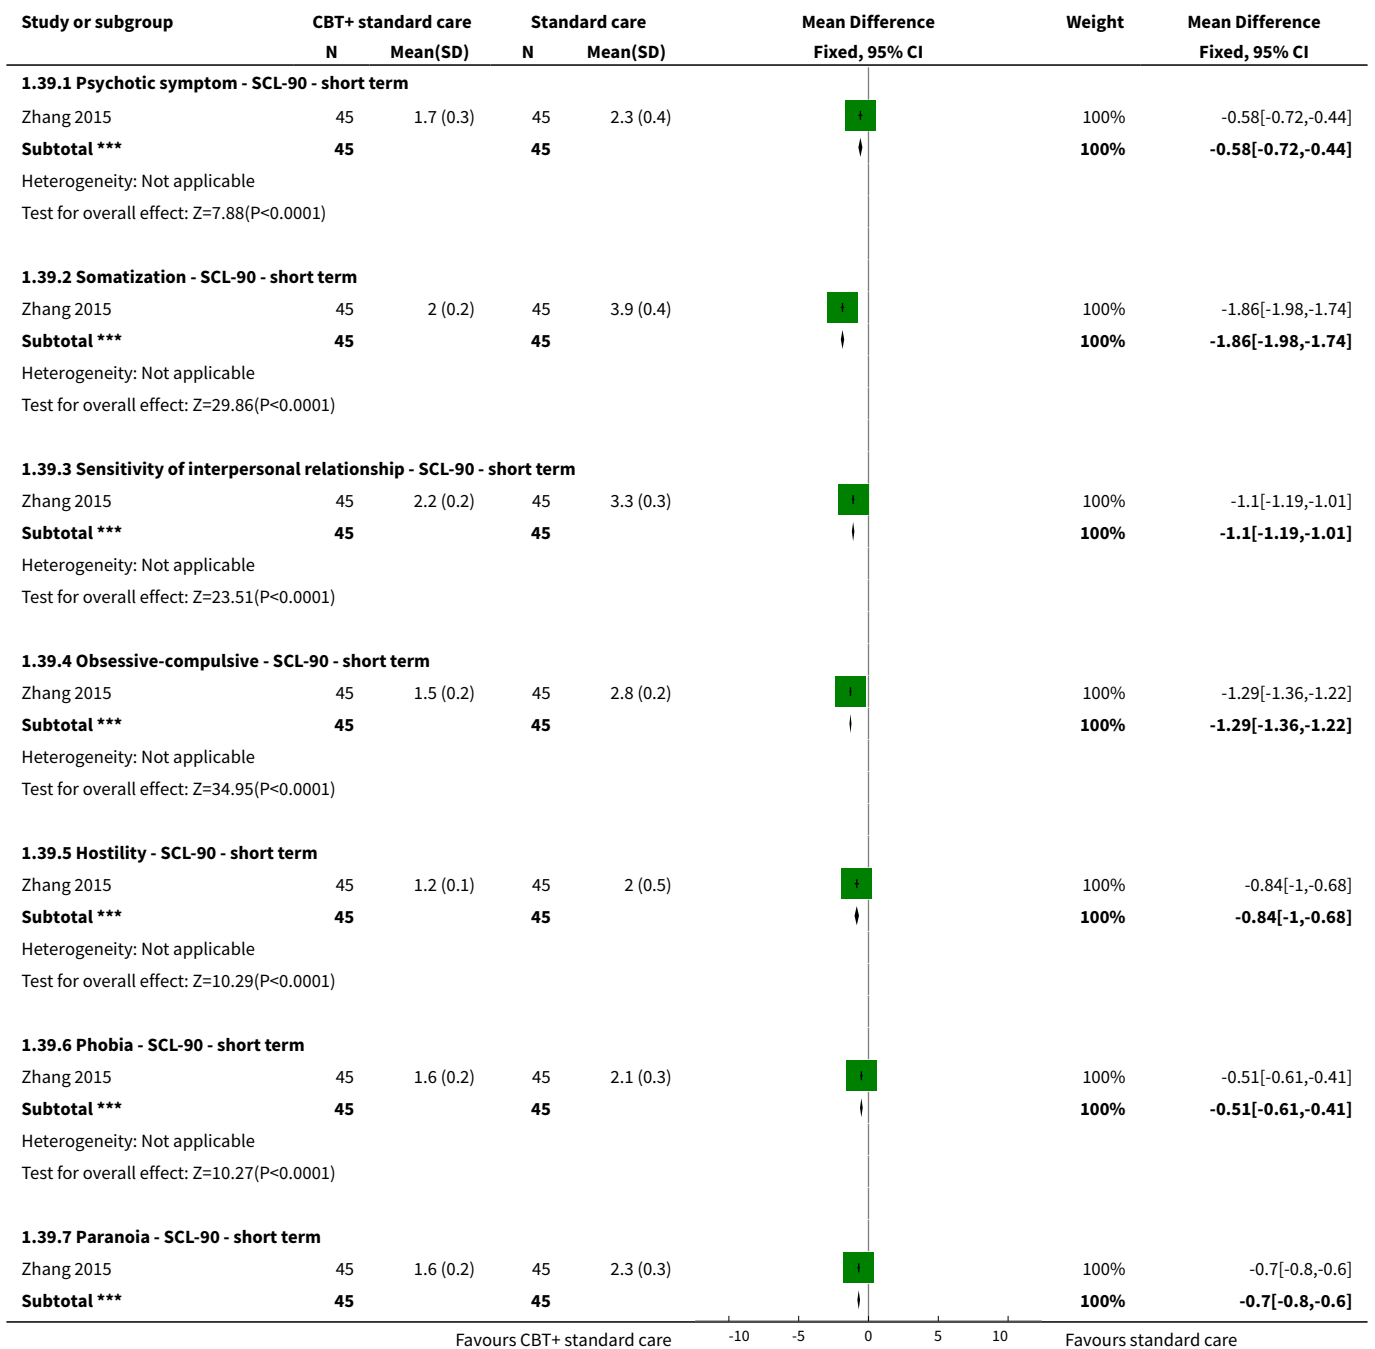 Study or subgroup CBT+ standard care Standard care Mean Difference Weight Mean Difference
N Mean(SD) N Mean(SD) Fixed, 95% CI Fixed, 95% CI
1.39.1 Psychotic symptom - SCL-90 - short term
Zhang 2015 45 1.7 (0.3) 45 2.3 (0.4) 100% -0.58[-0.72,-0.44]
Subtotal *** 45 45 100% -0.58[-0.72,-0.44]
Heterogeneity: Not applicable
Test for overall effect: Z=7.88(P<0.0001)
1.39.2 Somatization - SCL-90 - short term
Zhang 2015 45 2 (0.2) 45 3.9 (0.4) 100% -1.86[-1.98,-1.74]
Subtotal *** 45 45 100% -1.86[-1.98,-1.74]
Heterogeneity: Not applicable
Test for overall effect: Z=29.86(P<0.0001)
1.39.3 Sensitivity of interpersonal relationship - SCL-90 - short term
Zhang 2015 45 2.2 (0.2) 45 3.3 (0.3) 100% -1.1[-1.19,-1.01]
Subtotal *** 45 45 100% -1.1[-1.19,-1.01]
Heterogeneity: Not applicable
Test for overall effect: Z=23.51(P<0.0001)
1.39.4 Obsessive-compulsive - SCL-90 - short term
Zhang 2015 45 1.5 (0.2) 45 2.8 (0.2) 100% -1.29[-1.36,-1.22]
Subtotal *** 45 45 100% -1.29[-1.36,-1.22]
Heterogeneity: Not applicable
Test for overall effect: Z=34.95(P<0.0001)
1.39.5 Hostility - SCL-90 - short term
Zhang 2015 45 1.2 (0.1) 45 2 (0.5) 100% -0.84[-1,-0.68]
Subtotal *** 45 45 100% -0.84[-1,-0.68]
Heterogeneity: Not applicable
Test for overall effect: Z=10.29(P<0.0001)
1.39.6 Phobia - SCL-90 - short term
Zhang 2015 45 1.6 (0.2) 45 2.1 (0.3) 100% -0.51[-0.61,-0.41]
Subtotal *** 45 45 100% -0.51[-0.61,-0.41]
Heterogeneity: Not applicable
Test for overall effect: Z=10.27(P<0.0001)
1.39.7 Paranoia - SCL-90 - short term
Zhang 2015 45 1.6 (0.2) 45 2.3 (0.3) 100% -0.7[-0.8,-0.6]
Subtotal *** 45 45 100% -0.7[-0.8,-0.6]
Favours CBT+ standard care -10 -5 0 5 10 Favours standard care